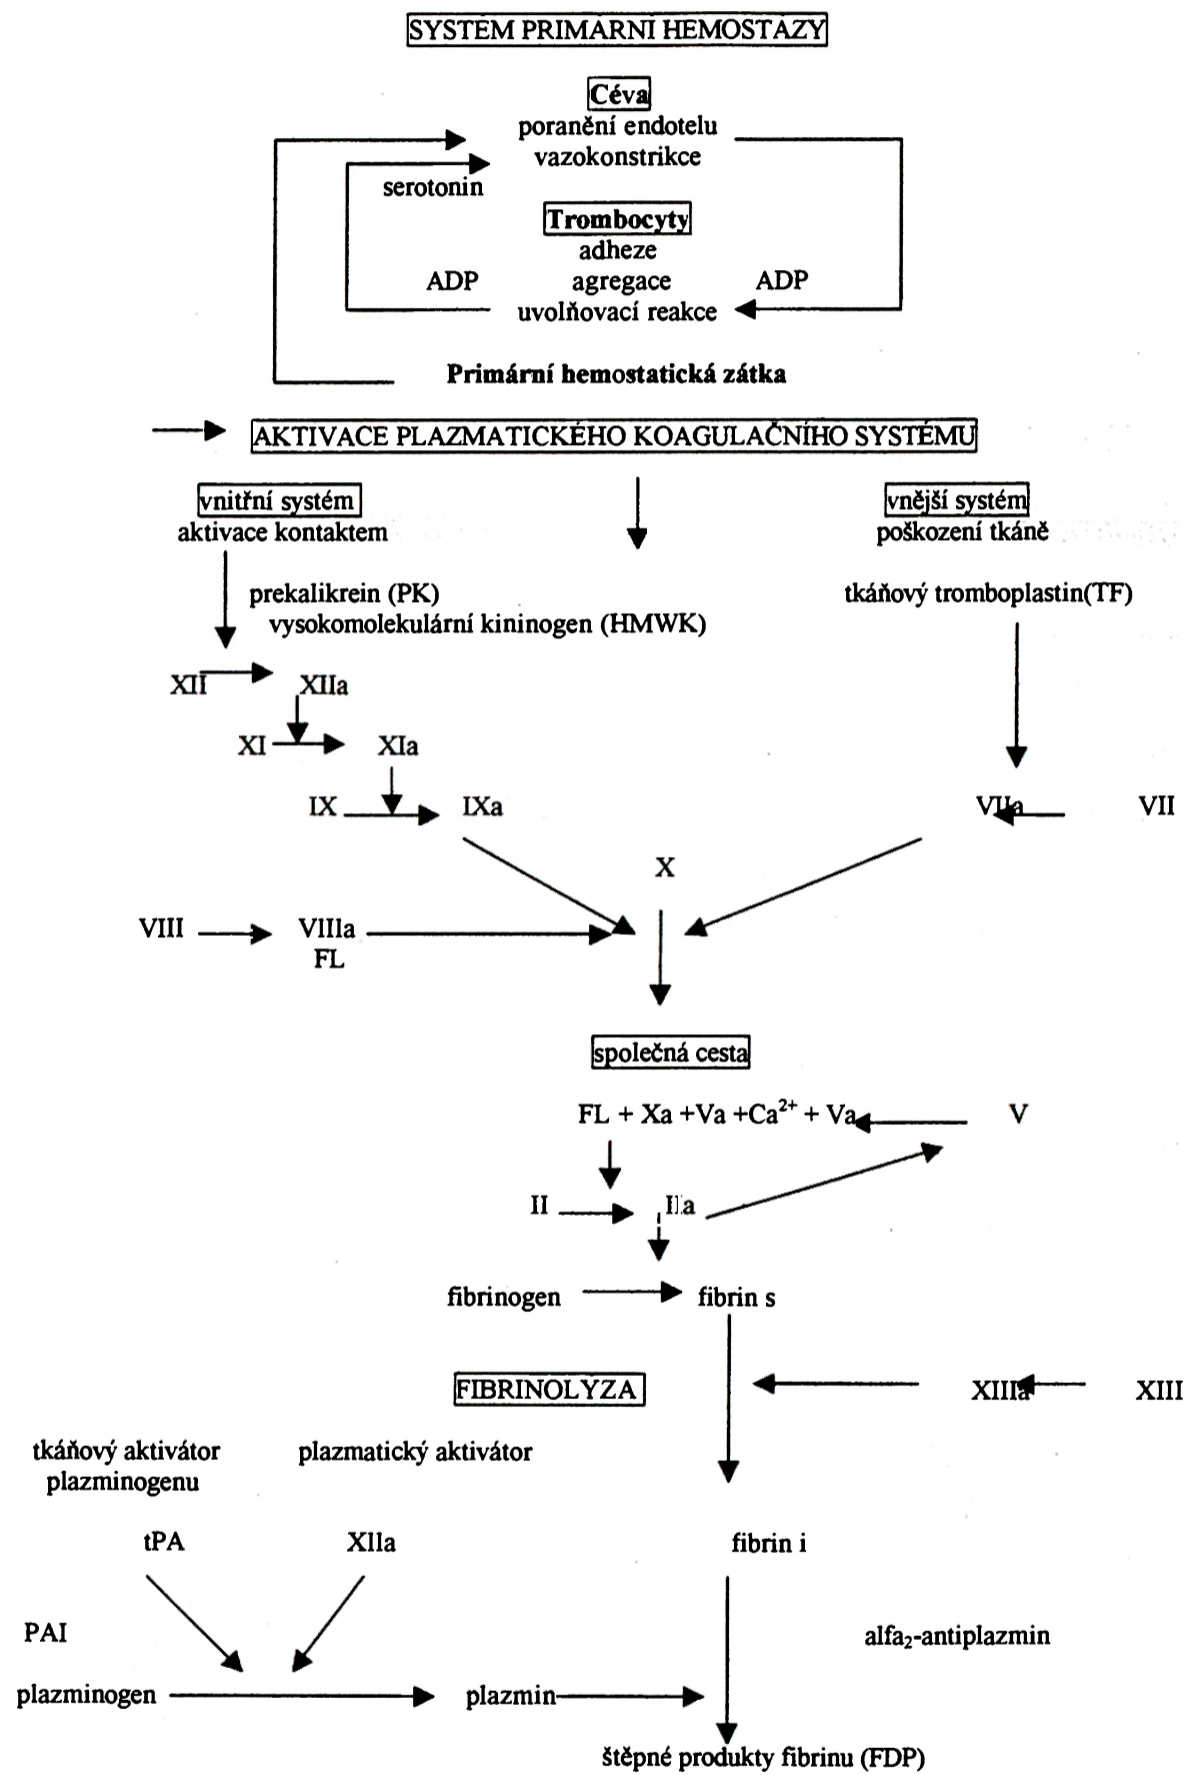 SYSTÉM PRIMÁRNÍ HEMOSTÁZY
Céva
poranění endotelu
vazokonstrikce
serotonin
Trombocyty
adheze
ADP agregace ADP
uvolňovací reakce
Primární hemostatická zátka
AKTIVACE PLAZMATICKÉHO KOAGULAČNÍHO SYSTÉMU
vnitřní systém vnější systém
aktivace kontaktem poškození tkáně
prekalikrein (PK) tkáňový tromboplastin(TF)
vysokomolekulární kininogen (HMWK)
XII XIIa
XI XIa
IX IXa VIIa VII
X
VIII VIIIa
FL
společná cesta
FL + Xa +Va +Ca²⁺ + Va V
II IIa
fibrinogen fibrin s
FIBRINOLÝZA XIIIa XIII
tkáňový aktivátor plazmatický aktivátor
plazminogenu
tPA XIIa fibrin i
PAI alfa₂-antiplazmin
plazminogen plazmin
štěpné produkty fibrinu (FDP)